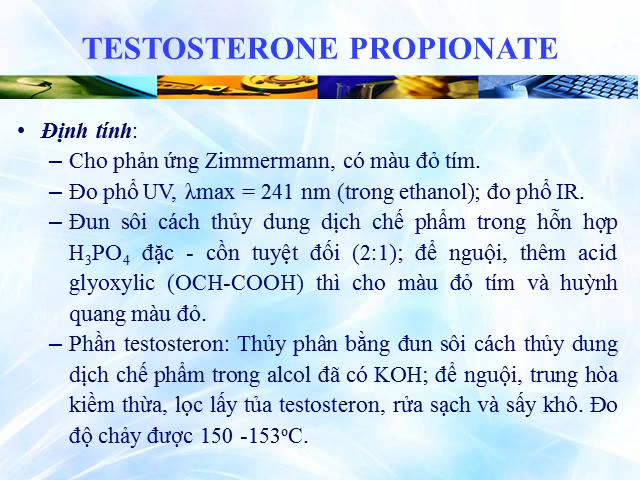 TESTOSTERONE PROPIONATE
• Định tính:
– Cho phản ứng Zimmermann, có màu đỏ tím.
– Đo phổ UV, λmax = 241 nm (trong ethanol); đo phổ IR.
– Đun sôi cách thủy dung dịch chế phẩm trong hỗn hợp
H₃PO₄ đặc - cồn tuyệt đối (2:1); để nguội, thêm acid
glyoxylic (OCH-COOH) thì cho màu đỏ tím và huỳnh
quang màu đỏ.
– Phần testosteron: Thủy phân bằng đun sôi cách thủy dung
dịch chế phẩm trong alcol đã có KOH; để nguội, trung hòa
kiềm thừa, lọc lấy tủa testosteron, rửa sạch và sấy khô. Đo
độ chảy được 150 -153ºC.